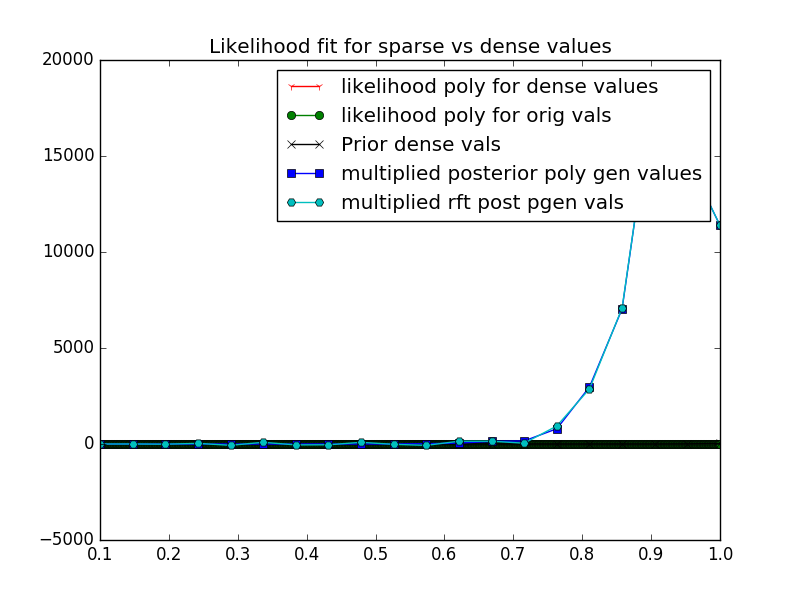 Likelihood fit for sparse vs dense values
20000
15000
10000
5000
0
−5000
likelihood poly for dense values
likelihood poly for orig vals
Prior dense vals
multiplied posterior poly gen values
multiplied rft post pgen vals
0.1 0.2 0.3 0.4 0.5 0.6 0.7 0.8 0.9 1.0